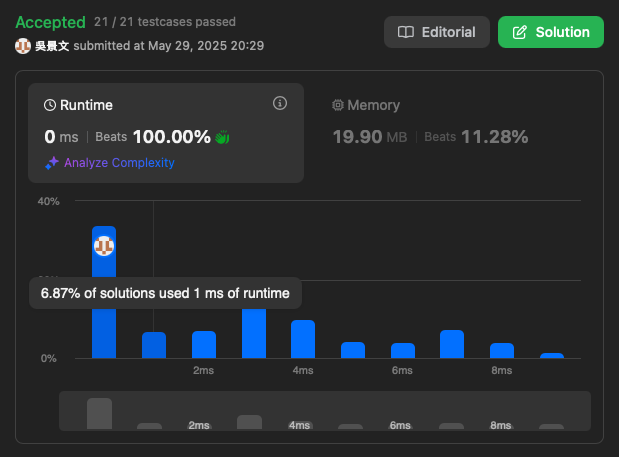 Accepted 21 / 21 testcases passed
吳景文 submitted at May 29, 2025 20:29
Editorial
Solution
Runtime
0 ms | Beats 100.00%
Analyze Complexity
Memory
19.90 MB | Beats 11.28%
40%
6.87% of solutions used 1 ms of runtime
0%
2ms 4ms 6ms 8ms
2ms 4ms 6ms 8ms